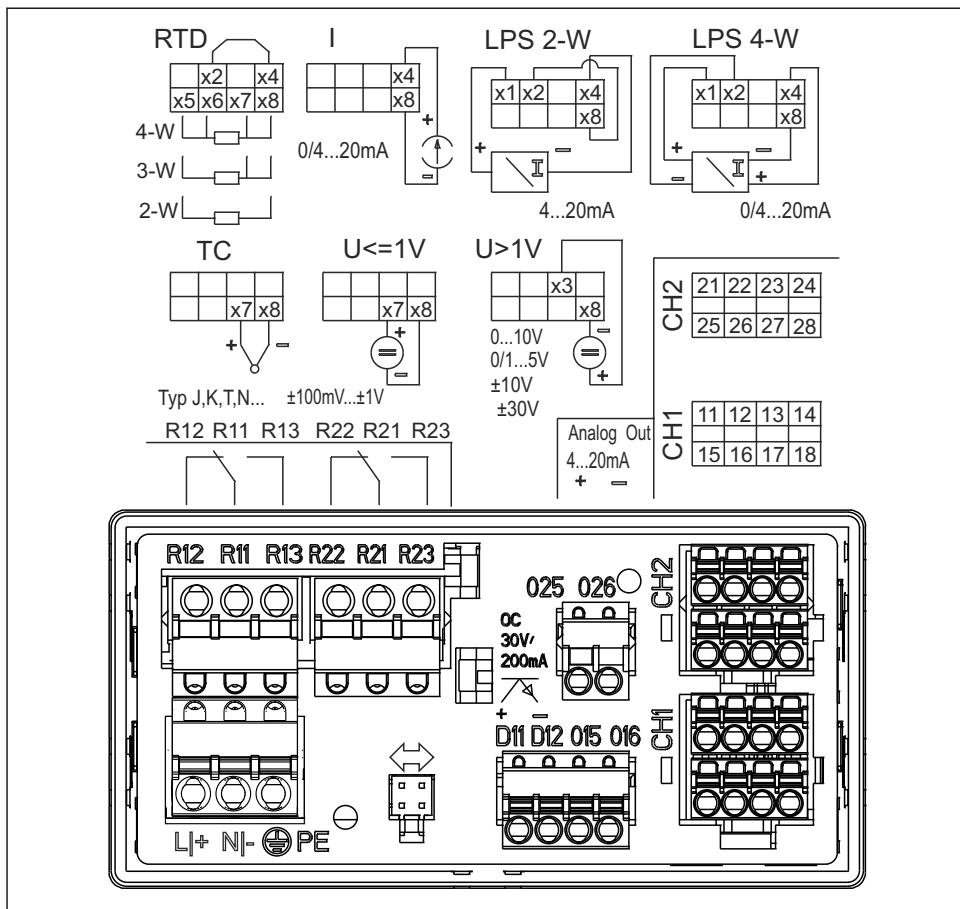 RTD I LPS 2-W LPS 4-W
x2 x4 x4 x1 x2 x4 x1 x2 x4
x5 x6 x7 x8 x8 x8 x8
4-W + + − + −
0/4...20mA I I
3-W − − +
2-W 4...20mA 0/4...20mA
TC U<=1V U>1V
CH2 21 22 23 24
x3
x7 x8 x7 x8 x8 25 26 27 28
+ − + − 0...10V −
0/1...5V +
±10V
Typ J,K,T,N... ±100mV...±1V ±30V
CH1 11 12 13 14
R12 R11 R13 R22 R21 R23 Analog Out
4...20mA 15 16 17 18
+ −
R12 R11 R13 R22 R21 R23
O25 O26 CH2
OC
30V/
200mA
+ −
D11 D12 O15 O16 CH1
L|+ N|- PE